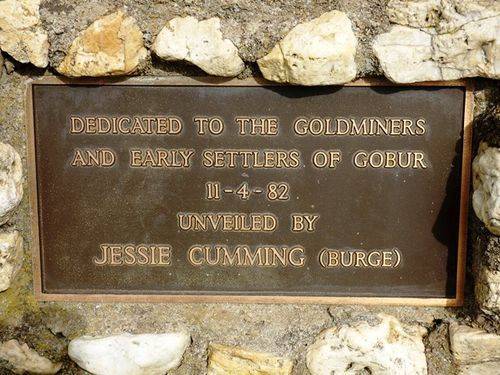 DEDICATED TO THE GOLDMINERS
AND EARLY SETTLERS OF GOBUR
11-4-82
UNVEILED BY
JESSIE CUMMING (BURGE)